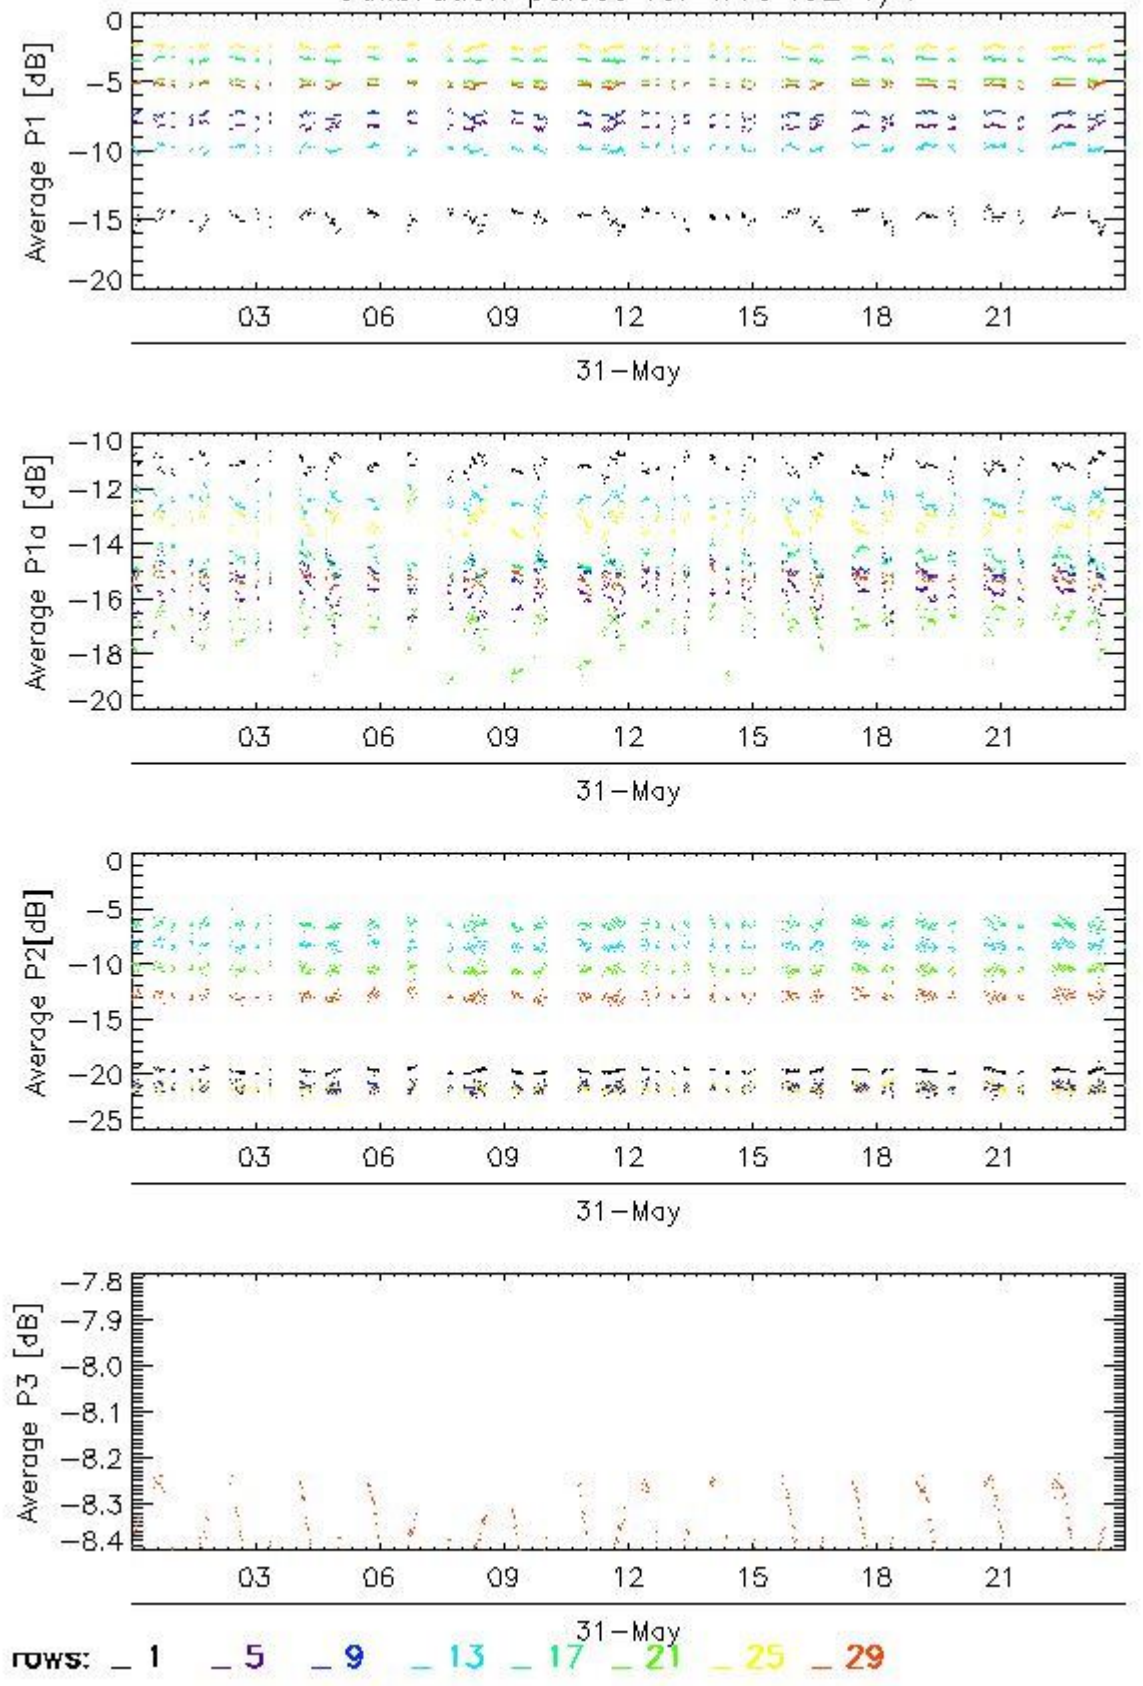 Calibration pulses for
0
−5
−10
−15
−20
Average P1 [dB]
03 06 09 12 15 18 21
31−May
−10
−12
−14
−16
−18
−20
Average P1a [dB]
03 06 09 12 15 18 21
31−May
0
−5
−10
−15
−20
−25
Average P2[dB]
03 06 09 12 15 18 21
31−May
−7.8
−7.9
−8.0
−8.1
−8.2
−8.3
−8.4
Average P3 [dB]
03 06 09 12 15 18 21
31−May
rows: _ 1 _ 5 _ 9 _ 13 _ 17 _ 21 _ 25 _ 29